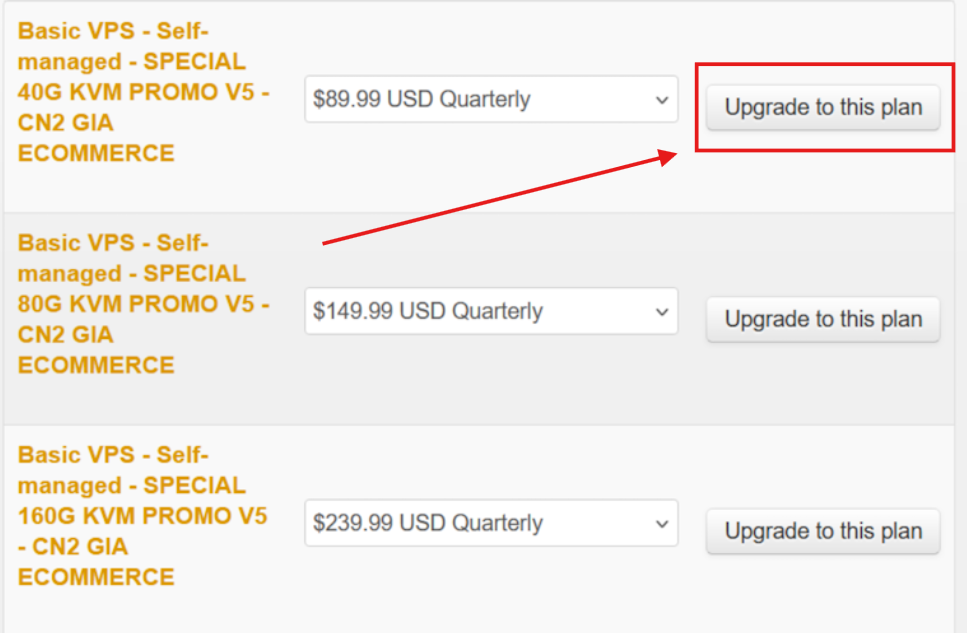 Basic VPS - Self-
managed - SPECIAL
40G KVM PROMO V5 -
CN2 GIA
ECOMMERCE
$89.99 USD Quarterly
Upgrade to this plan
Basic VPS - Self-
managed - SPECIAL
80G KVM PROMO V5 -
CN2 GIA
ECOMMERCE
$149.99 USD Quarterly
Upgrade to this plan
Basic VPS - Self-
managed - SPECIAL
160G KVM PROMO V5
- CN2 GIA
ECOMMERCE
$239.99 USD Quarterly
Upgrade to this plan